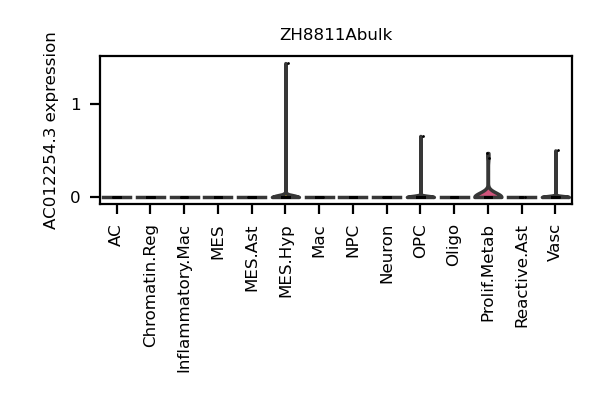 ZH8811Abulk
AC012254.3 expression
1
0
AC
Chromatin.Reg
Inflammatory.Mac
MES
MES.Ast
MES.Hyp
Mac
NPC
Neuron
OPC
Oligo
Prolif.Metab
Reactive.Ast
Vasc